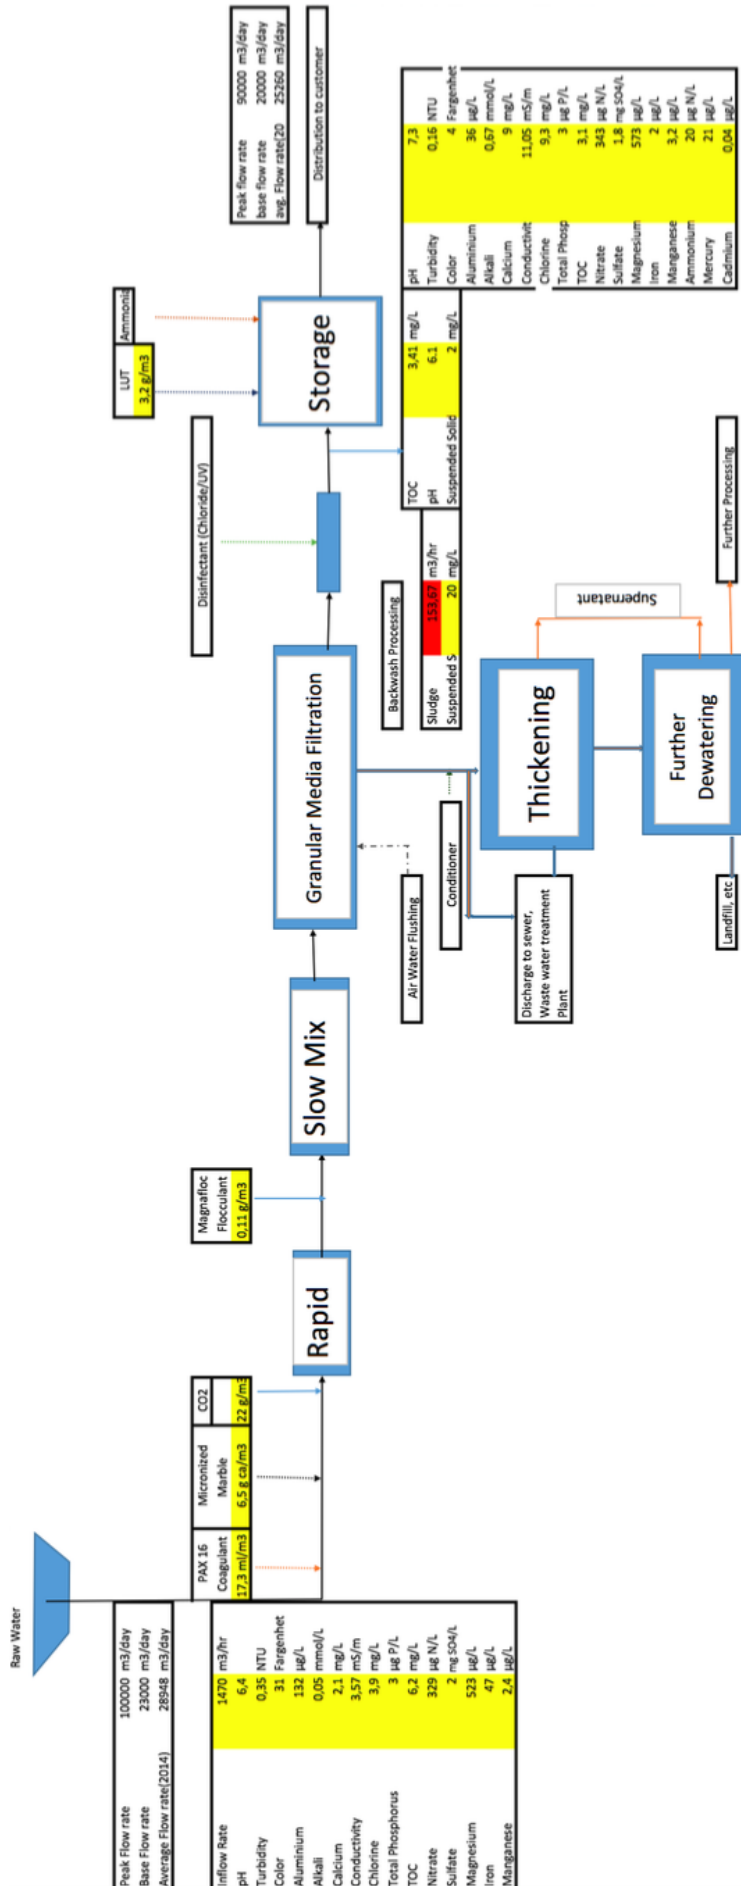 Raw Water
Peak Flow rate 100000 m3/day
Base Flow rate 23000 m3/day
Average Flow rate(2014) 28948 m3/day
Inflow Rate 1470 m3/hr
pH 6,4
Turbidity 0,35 NTU
Color 31 Fargenhet
Aluminium 132 µg/L
Alkali 0,05 mmol/L
Calcium 2,1 mg/L
Conductivity 3,57 mS/m
Chlorine 3,9 mg/L
Total Phosphorus 3 µg P/L
TOC 6,2 mg/L
Nitrate 329 µg N/L
Sulfate 2 mg SO4/L
Magnesium 523 µg/L
Iron 47 µg/L
Manganese 2,4 µg/L
PAX 16
Coagulant
17,3 ml/m3
Micronized
Marble
6,5 g ca/m3
CO2
22 g/m3
Rapid
Magnafloc
Flocculant
0,11 g/m3
Slow Mix
Granular Media Filtration
Air Water Flushing
Conditioner
Discharge to sewer,
Waste water treatment
Plant
Landfill, etc
Disinfectant (Chloride/UV)
Backwash Processing
Sludge 153,67 m3/hr
Suspended S 20 mg/L
Thickening
Further
Dewatering
Supernatant
Further Processing
TOC 3,41 mg/L
pH 6.1
Suspended Solid 2 mg/L
LUT
3,2 g/m3
Ammonia
Storage
Peak flow rate 90000 m3/day
base flow rate 20000 m3/day
avg. Flow rate(20 25260 m3/day
Distribution to customer
pH 7,3
Turbidity 0,16 NTU
Color 4 Fargenhet
Aluminium 36 µg/L
Alkali 0,67 mmol/L
Calcium 9 mg/L
Conductivit 11,05 mS/m
Chlorine 9,3 mg/L
Total Phosp 3 µg P/L
TOC 3,1 mg/L
Nitrate 343 µg N/L
Sulfate 1,8 mg SO4/L
Magnesium 573 µg/L
Iron 2 µg/L
Manganese 3,2 µg/L
Ammonium 20 µg N/L
Mercury 21 µg/L
Cadmium 0,04 µg/L